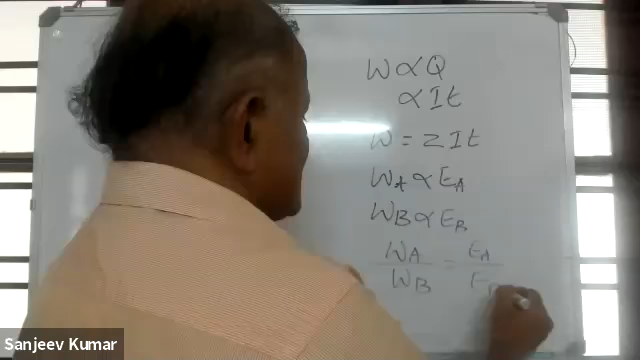 W ∝ Q
∝ It
W = ZIt
WA ∝ EA
WB ∝ EB
WA/WB = EA/E
Sanjeev Kumar